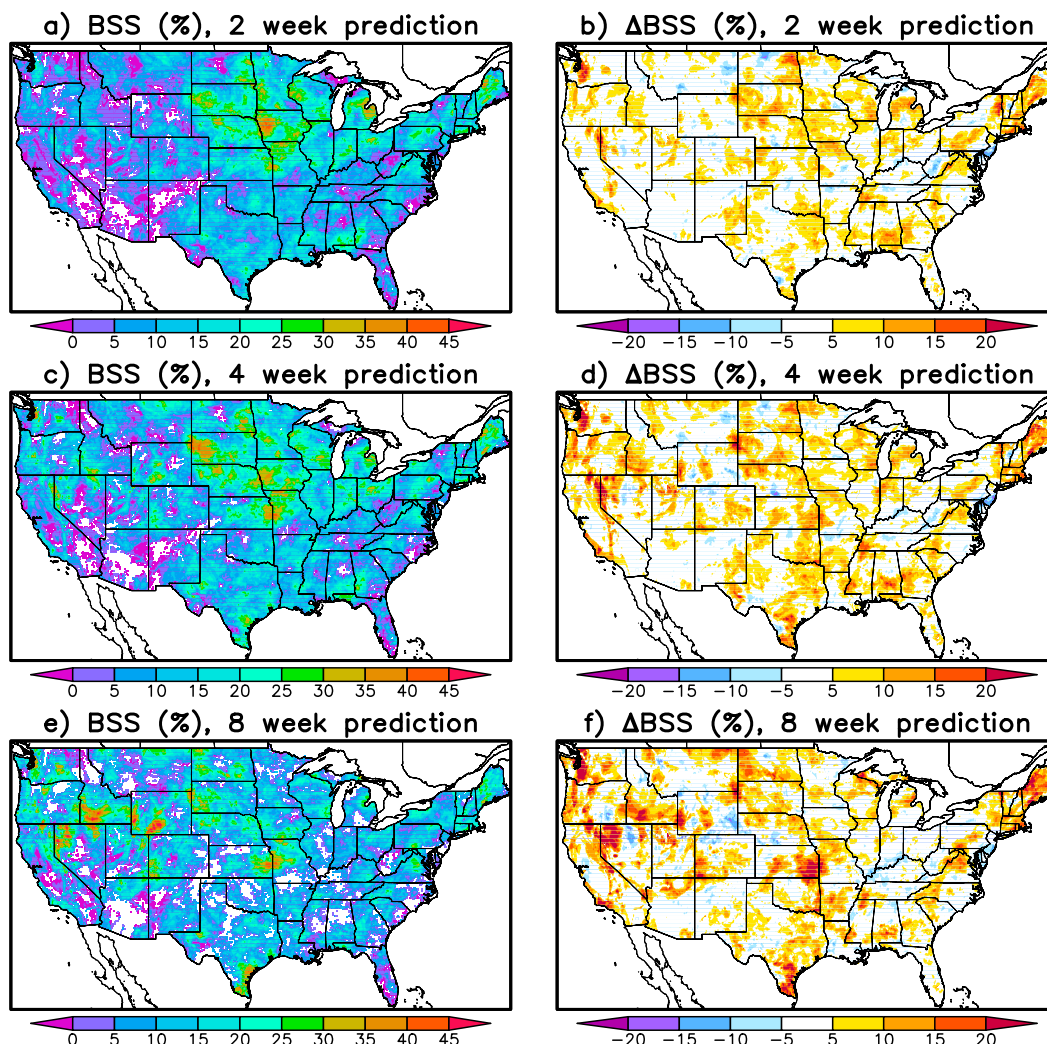 a) BSS (%), 2 week prediction
b) ΔBSS (%), 2 week prediction
0 5 10 15 20 25 30 35 40 45
−20 −15 −10 −5 5 10 15 20
c) BSS (%), 4 week prediction
d) ΔBSS (%), 4 week prediction
0 5 10 15 20 25 30 35 40 45
−20 −15 −10 −5 5 10 15 20
e) BSS (%), 8 week prediction
f) ΔBSS (%), 8 week prediction
0 5 10 15 20 25 30 35 40 45
−20 −15 −10 −5 5 10 15 20